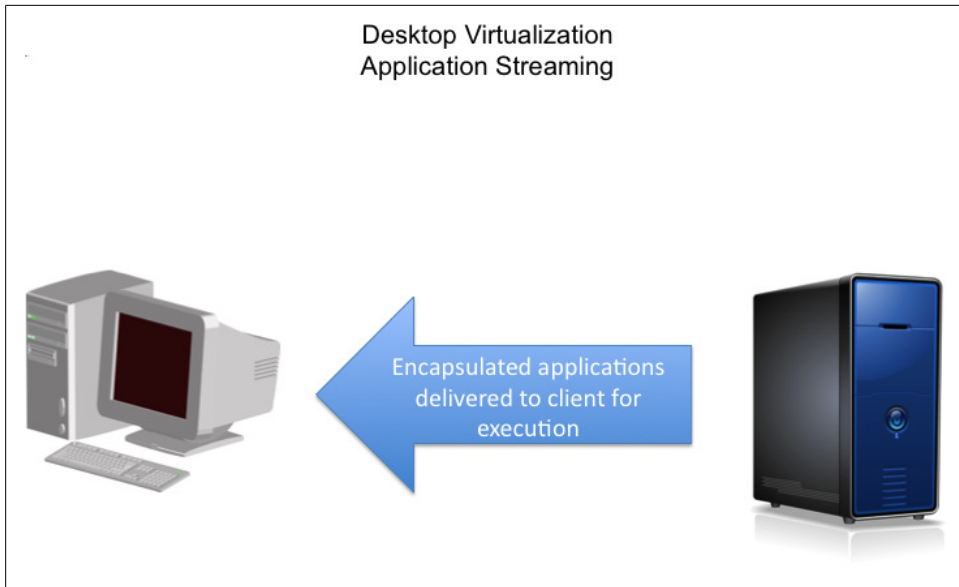 Desktop Virtualization
Application Streaming
Encapsulated applications
delivered to client for
execution